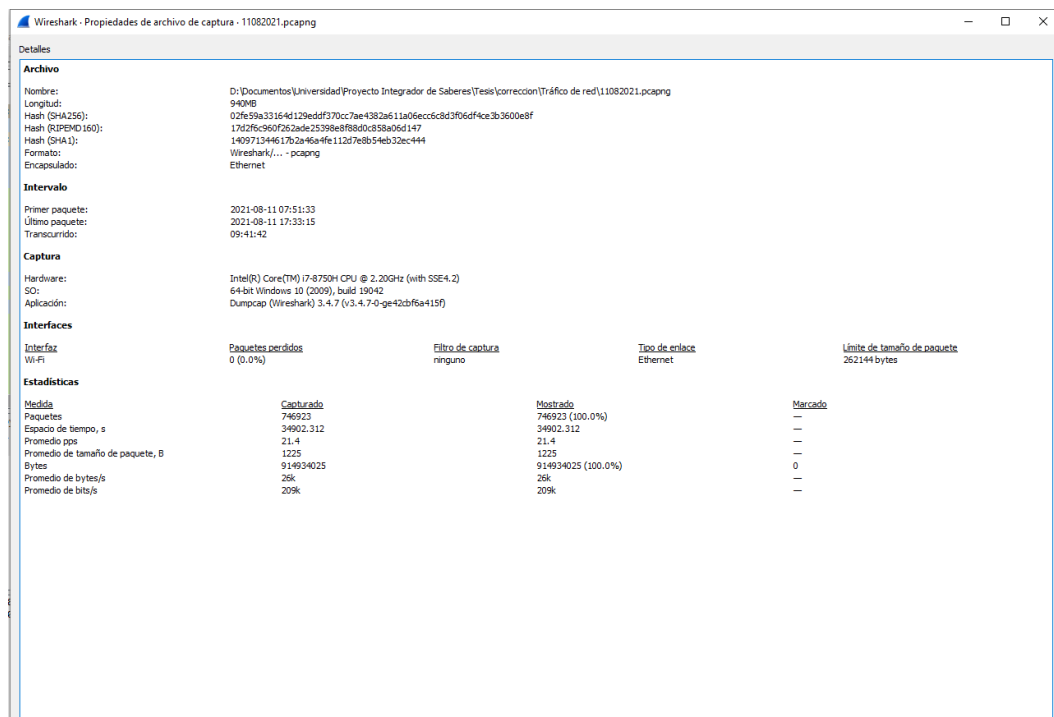 Wireshark · Propiedades de archivo de captura · 11082021.pcapng
Detalles
Archivo
Nombre: D:\Documentos\Universidad\Proyecto Integrador de Saberes\Tesis\correccion\Tráfico de red\11082021.pcapng
Longitud: 940MB
Hash (SHA256): 02fe59a33164d129eddf370cc7ae4382a611a06ecc6c8d3f06df4ce3b3600e8f
Hash (RIPEMD160): 17d2f6c960f262ade25398e8f88d0c858a06d147
Hash (SHA1): 140971344617b2a46a4fe112d7e8b54eb32ec444
Formato: Wireshark/... - pcapng
Encapsulado: Ethernet
Intervalo
Primer paquete: 2021-08-11 07:51:33
Último paquete: 2021-08-11 17:33:15
Transcurrido: 09:41:42
Captura
Hardware: Intel(R) Core(TM) i7-8750H CPU @ 2.20GHz (with SSE4.2)
SO: 64-bit Windows 10 (2009), build 19042
Aplicación: Dumpcap (Wireshark) 3.4.7 (v3.4.7-0-ge42cbf6a415f)
Interfaces
Interfaz Paquetes perdidos Filtro de captura Tipo de enlace Límite de tamaño de paquete
Wi-Fi 0 (0.0%) ninguno Ethernet 262144 bytes
Estadísticas
Medida Capturado Mostrado Marcado
Paquetes 746923 746923 (100.0%) —
Espacio de tiempo, s 34902.312 34902.312 —
Promedio pps 21.4 21.4 —
Promedio de tamaño de paquete, B 1225 1225 —
Bytes 914934025 914934025 (100.0%) 0
Promedio de bytes/s 26k 26k —
Promedio de bits/s 209k 209k —